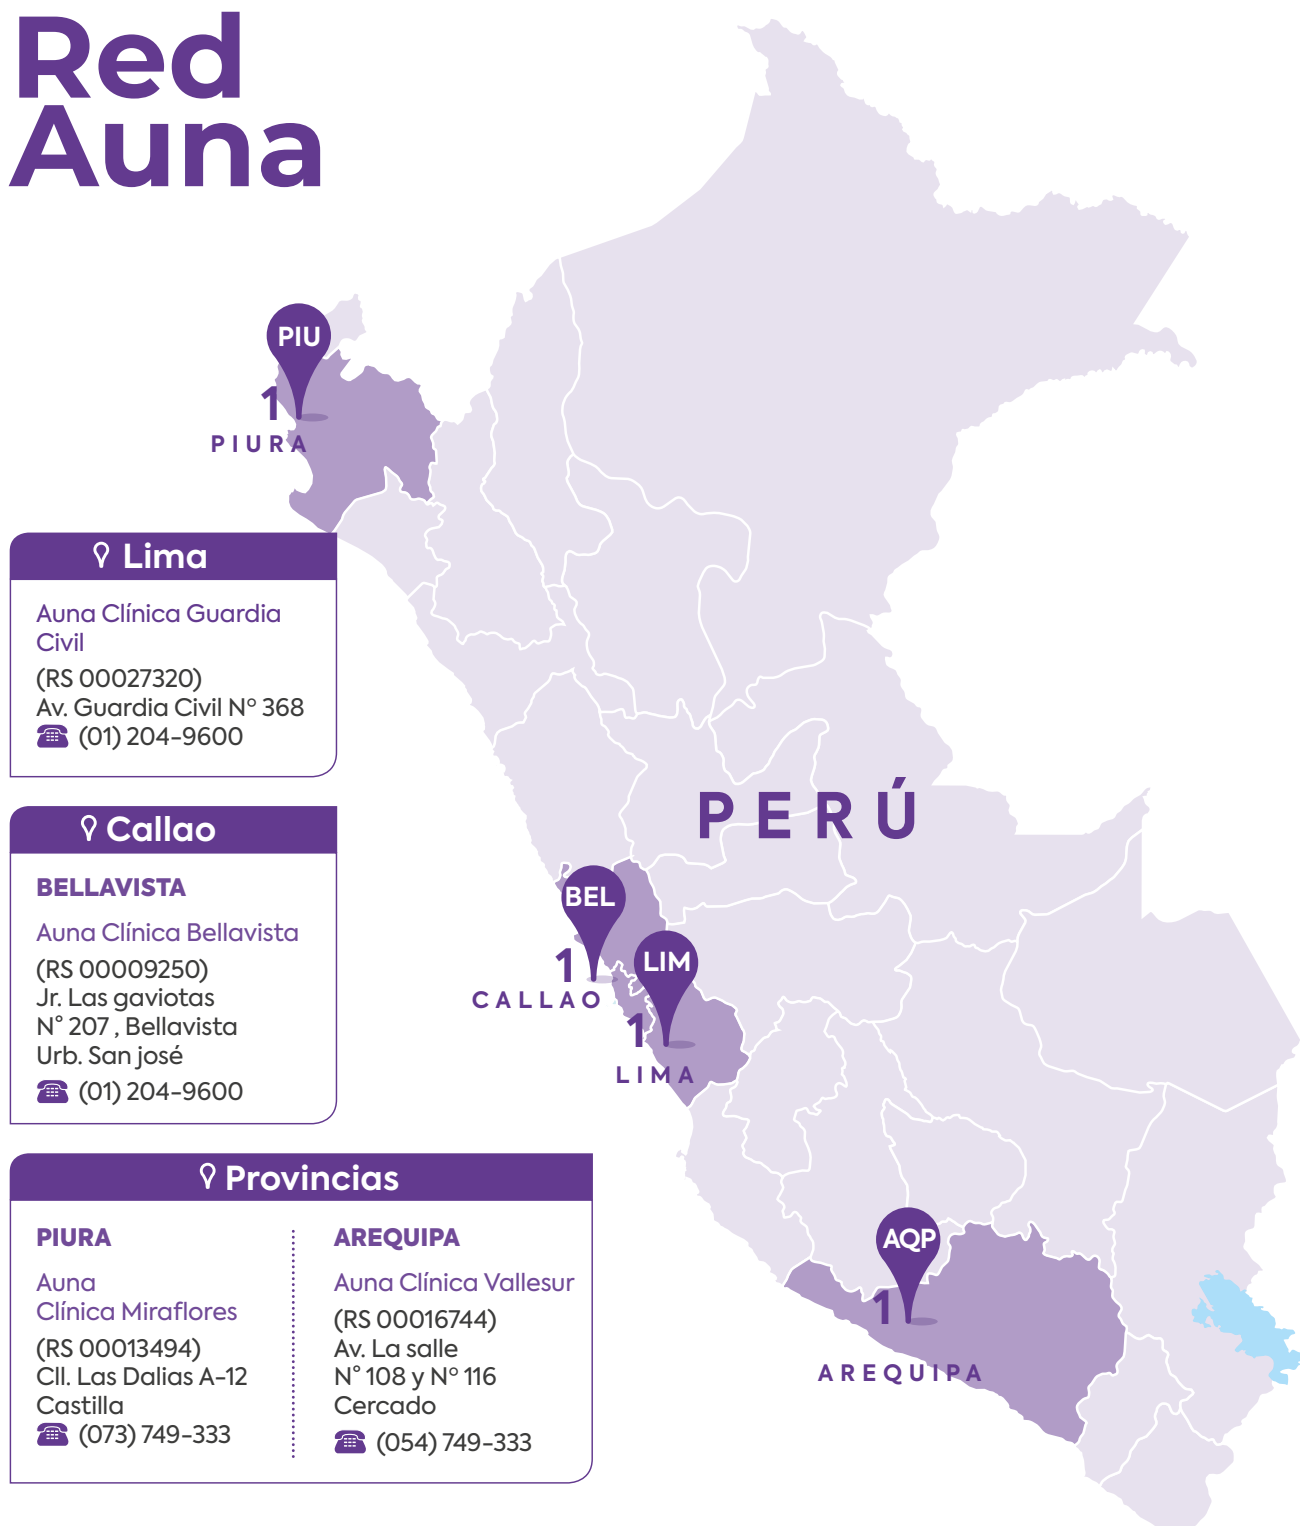 Red
Auna
PIU
1
PIURA
Lima
Auna Clínica Guardia
Civil
(RS 00027320)
Av. Guardia Civil Nº 368
(01) 204-9600
PERÚ
Callao
BELLAVISTA
Auna Clínica Bellavista
(RS 00009250)
Jr. Las gaviotas
N° 207 , Bellavista
Urb. San josé
(01) 204-9600
BEL
1
CALLAO
LIM
1
LIMA
Provincias
PIURA
Auna
Clínica Miraflores
(RS 00013494)
Cll. Las Dalias A-12
Castilla
(073) 749-333
AREQUIPA
Auna Clínica Vallesur
(RS 00016744)
Av. La salle
N° 108 y Nº 116
Cercado
(054) 749-333
AQP
1
AREQUIPA